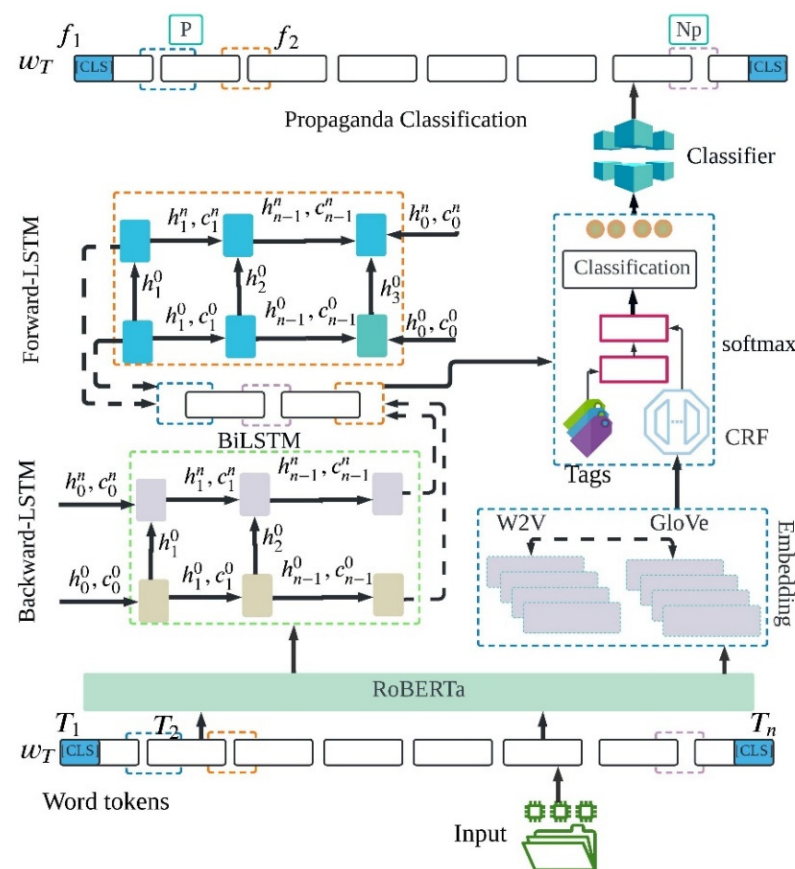 f₁ P f₂ Np
w_T [CLS] [CLS]
Propaganda Classification
Classifier
Forward-LSTM
h₁ⁿ, c₁ⁿ hₙ₋₁ⁿ, cₙ₋₁ⁿ h₀ⁿ, c₀ⁿ
h₁⁰ h₂⁰ h₃⁰
h₁⁰, c₁⁰ hₙ₋₁⁰, cₙ₋₁⁰ h₀⁰, c₀⁰
Classification
softmax
CRF
Tags
BiLSTM
Backward-LSTM
h₀ⁿ, c₀ⁿ h₁ⁿ, c₁ⁿ hₙ₋₁ⁿ, cₙ₋₁ⁿ
h₁⁰ h₂⁰
h₀⁰, c₀⁰ h₁⁰, c₁⁰ hₙ₋₁⁰, cₙ₋₁⁰
W2V GloVe
Embedding
RoBERTa
T₁ T₂ Tₙ
w_T [CLS] [CLS]
Word tokens
Input